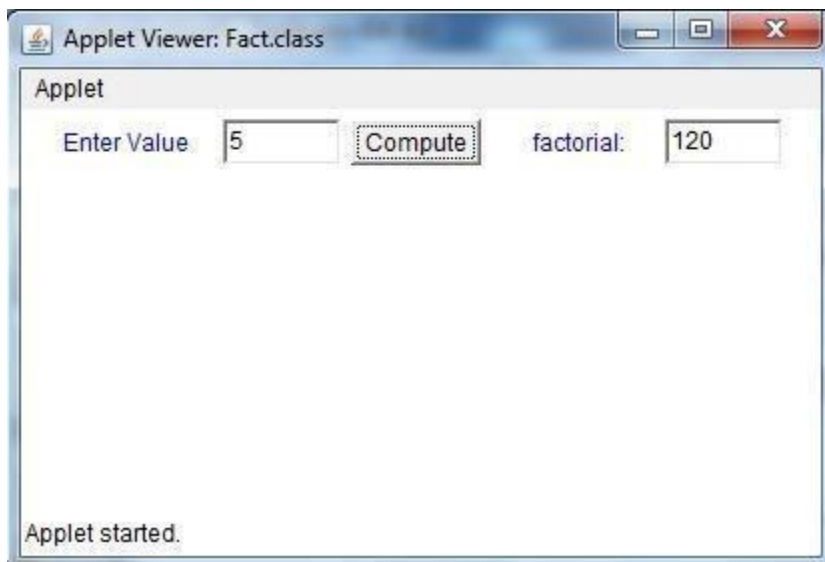 Applet Viewer: Fact.class
Applet
Enter Value 5 Compute factorial: 120
Applet started.